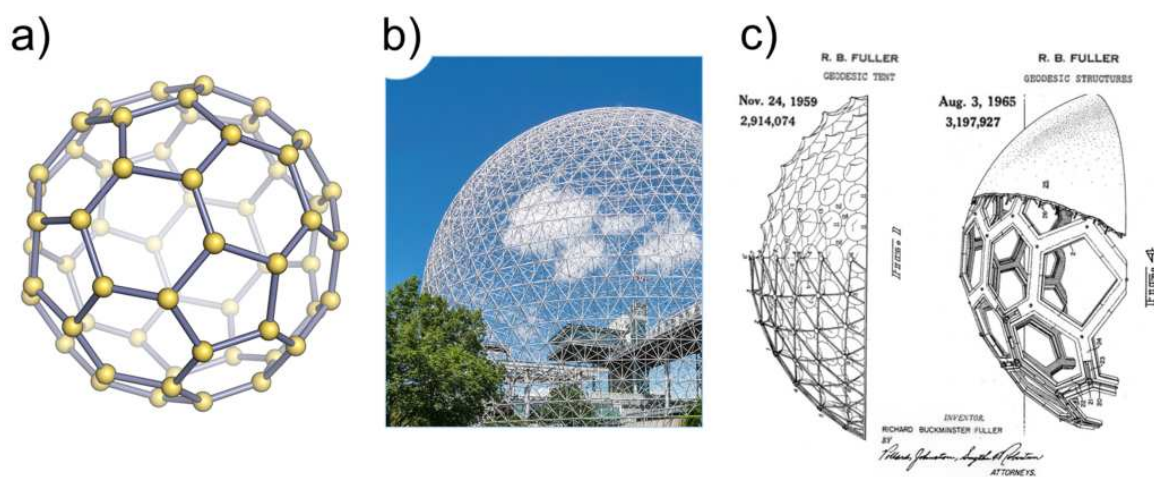 a)
b)
c)
R. B. FULLER
GEODESIC TENT
Nov. 24, 1959
2,914,074
R. B. FULLER
GEODESIC STRUCTURES
Aug. 3, 1965
3,197,927
INVENTOR.
RICHARD BUCKMINSTER FULLER
BY
ATTORNEYS.